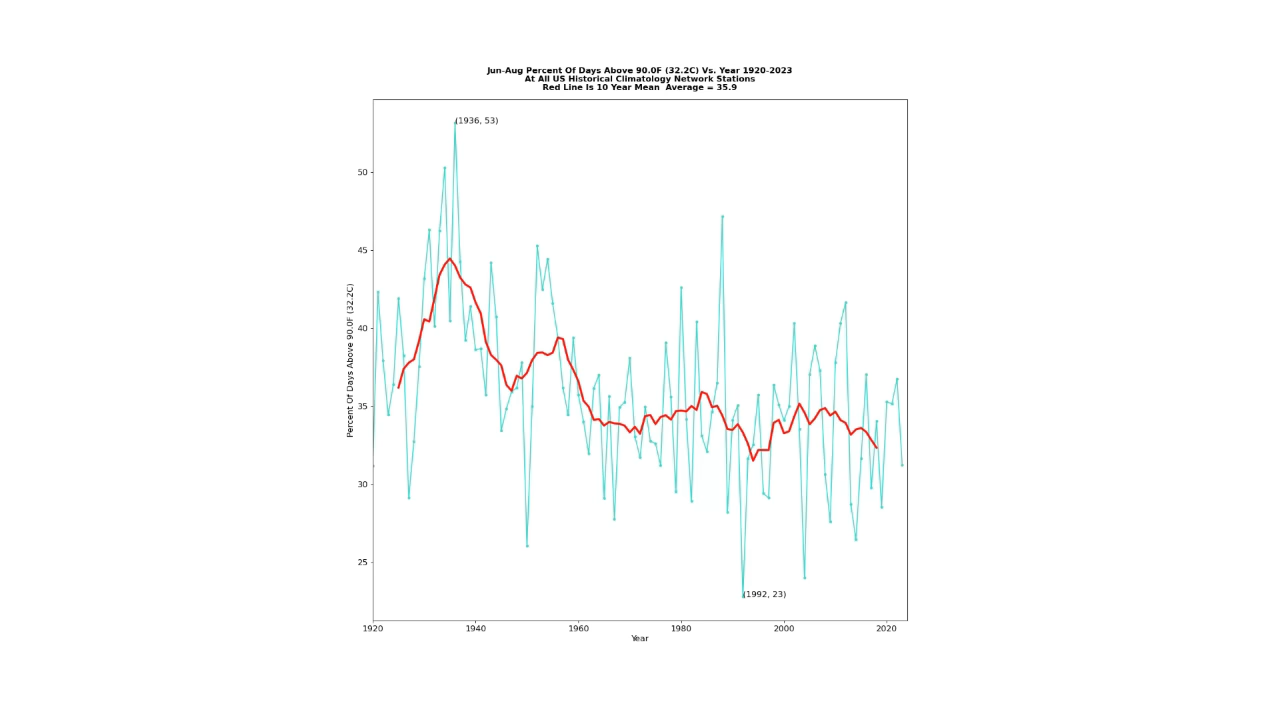 Jun-Aug Percent Of Days Above 90.0F (32.2C) Vs. Year 1920-2023
At All US Historical Climatology Network Stations
Red Line Is 10 Year Mean  Average = 35.9
(1936, 53)
50
45
40
35
30
25
Percent Of Days Above 90.0F (32.2C)
(1992, 23)
1920 1940 1960 1980 2000 2020
Year